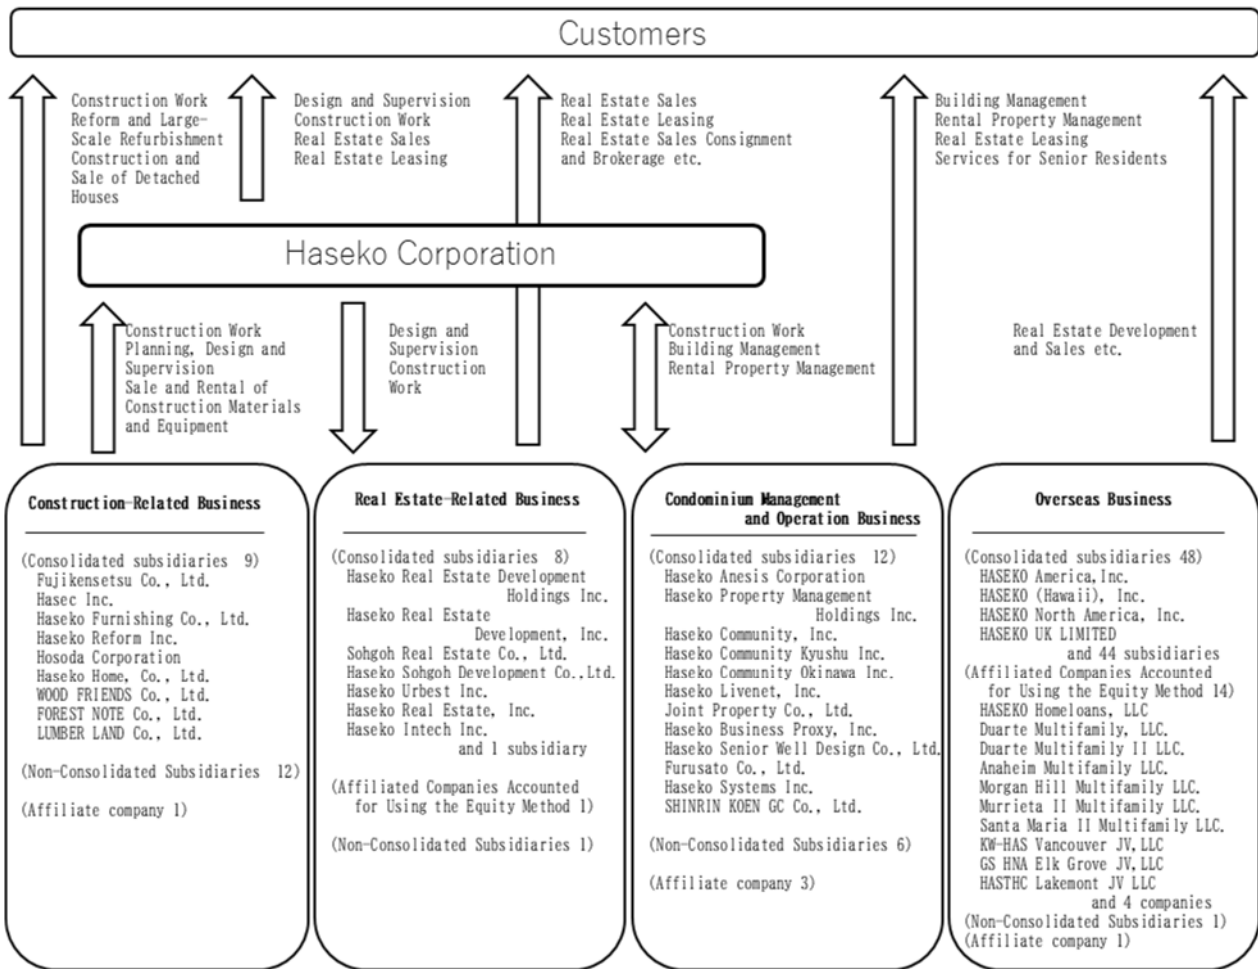 Customers
Construction Work
Reform and Large-
Scale Refurbishment
Construction and
Sale of Detached
Houses
Design and Supervision
Construction Work
Real Estate Sales
Real Estate Leasing
Real Estate Sales
Real Estate Leasing
Real Estate Sales Consignment
and Brokerage etc.
Building Management
Rental Property Management
Real Estate Leasing
Services for Senior Residents
Haseko Corporation
Construction Work
Planning, Design and
Supervision
Sale and Rental of
Construction Materials
and Equipment
Design and
Supervision
Construction
Work
Construction Work
Building Management
Rental Property Management
Real Estate Development
and Sales etc.
Construction-Related Business
(Consolidated subsidiaries 9)
Fujikensetsu Co., Ltd.
Hasec Inc.
Haseko Furnishing Co., Ltd.
Haseko Reform Inc.
Hosoda Corporation
Haseko Home, Co., Ltd.
WOOD FRIENDS Co., Ltd.
FOREST NOTE Co., Ltd.
LUMBER LAND Co., Ltd.
(Non-Consolidated Subsidiaries 12)
(Affiliate company 1)
Real Estate-Related Business
(Consolidated subsidiaries 8)
Haseko Real Estate Development
Holdings Inc.
Haseko Real Estate
Development, Inc.
Sohgoh Real Estate Co., Ltd.
Haseko Sohgoh Development Co.,Ltd.
Haseko Urbest Inc.
Haseko Real Estate, Inc.
Haseko Intech Inc.
and 1 subsidiary
(Affiliated Companies Accounted
for Using the Equity Method 1)
(Non-Consolidated Subsidiaries 1)
Condominium Management
and Operation Business
(Consolidated subsidiaries 12)
Haseko Anesis Corporation
Haseko Property Management
Holdings Inc.
Haseko Community, Inc.
Haseko Community Kyushu Inc.
Haseko Community Okinawa Inc.
Haseko Livenet, Inc.
Joint Property Co., Ltd.
Haseko Business Proxy, Inc.
Haseko Senior Well Design Co., Ltd.
Furusato Co., Ltd.
Haseko Systems Inc.
SHINRIN KOEN GC Co., Ltd.
(Non-Consolidated Subsidiaries 6)
(Affiliate company 3)
Overseas Business
(Consolidated subsidiaries 48)
HASEKO America,Inc.
HASEKO (Hawaii), Inc.
HASEKO North America, Inc.
HASEKO UK LIMITED
and 44 subsidiaries
(Affiliated Companies Accounted
for Using the Equity Method 14)
HASEKO Homeloans, LLC
Duarte Multifamily, LLC.
Duarte Multifamily II LLC.
Anaheim Multifamily LLC.
Morgan Hill Multifamily LLC.
Murrieta II Multifamily LLC.
Santa Maria II Multifamily LLC.
KW-HAS Vancouver JV,LLC
GS HNA Elk Grove JV,LLC
HASTHC Lakemont JV LLC
and 4 companies
(Non-Consolidated Subsidiaries 1)
(Affiliate company 1)